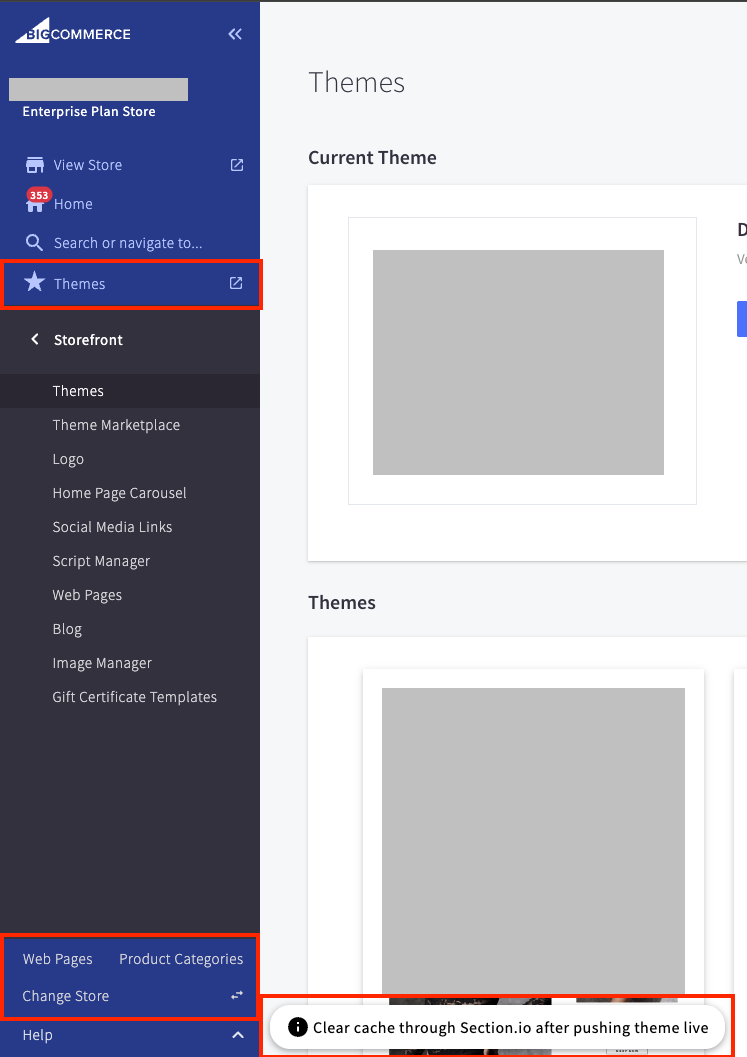 BIGCOMMERCE
Enterprise Plan Store
View Store
353
Home
Search or navigate to...
Themes
Storefront
Themes
Theme Marketplace
Logo
Home Page Carousel
Social Media Links
Script Manager
Web Pages
Blog
Image Manager
Gift Certificate Templates
Web Pages Product Categories
Change Store
Help
Themes
Current Theme
D
Vo
Themes
Clear cache through Section.io after pushing theme live